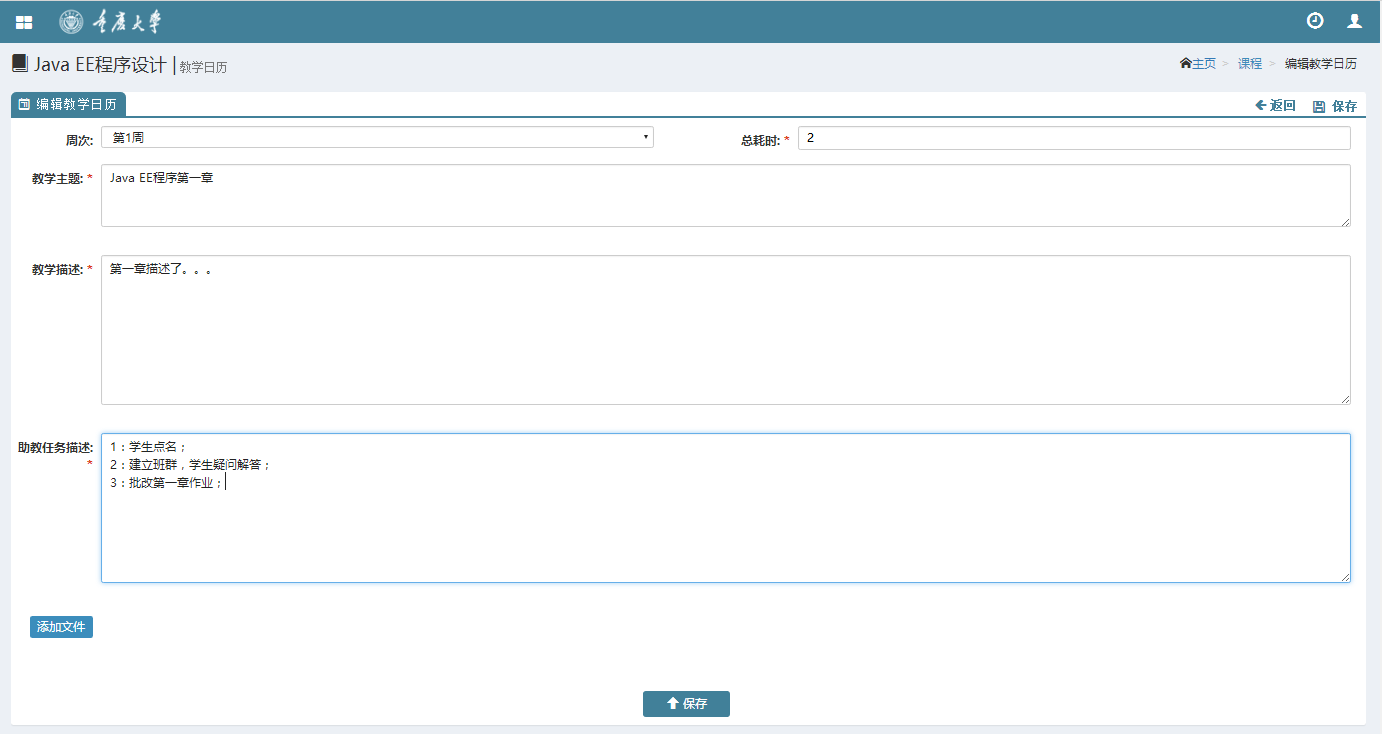 重庆大学
Java EE程序设计 | 教学日历
主页 > 课程 > 编辑教学日历
编辑教学日历
返回 保存
周次: 第1周
总耗时: * 2
教学主题: * Java EE程序第一章
教学描述: * 第一章描述了。。。
助教任务描述: *
1：学生点名；
2：建立班群，学生疑问解答；
3：批改第一章作业；
添加文件
保存